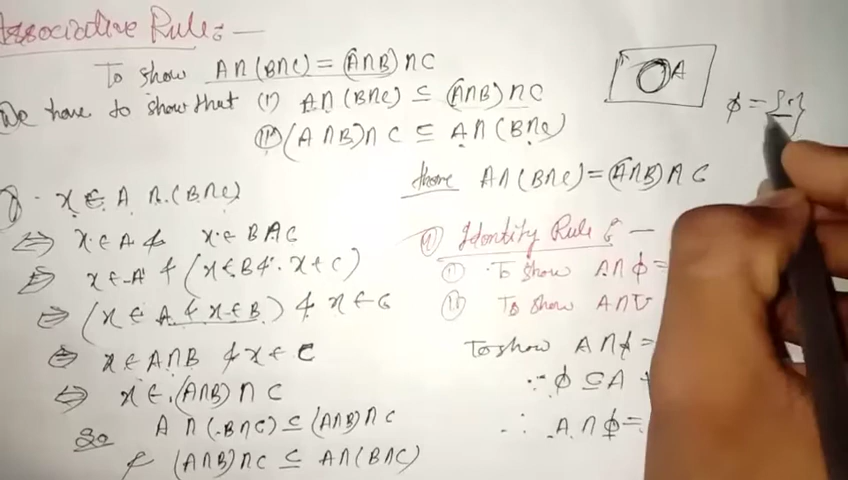 Associative Rule :—
To show A∩(B∩C) = (A∩B)∩C
We have to show that (i) A∩(B∩C) ⊆ (A∩B)∩C
(ii) (A∩B)∩C ⊆ A∩(B∩C)
(i) x ∈ A∩(B∩C)
⇔ x ∈ A & x ∈ B∩C
⇔ x ∈ A & (x ∈ B & x ∈ C)
⇔ (x ∈ A & x ∈ B) & x ∈ C
⇔ x ∈ A∩B & x ∈ C
⇔ x ∈ (A∩B)∩C
So A∩(B∩C) ⊆ (A∩B)∩C
& (A∩B)∩C ⊆ A∩(B∩C)
A
ϕ = { }
A∩(B∩C) = (A∩B)∩C
Identity Rule :—
(i) To show A∩ϕ =
(ii) To show A∩U
To show A∩ϕ =
∵ ϕ ⊆ A
∴ A∩ϕ =